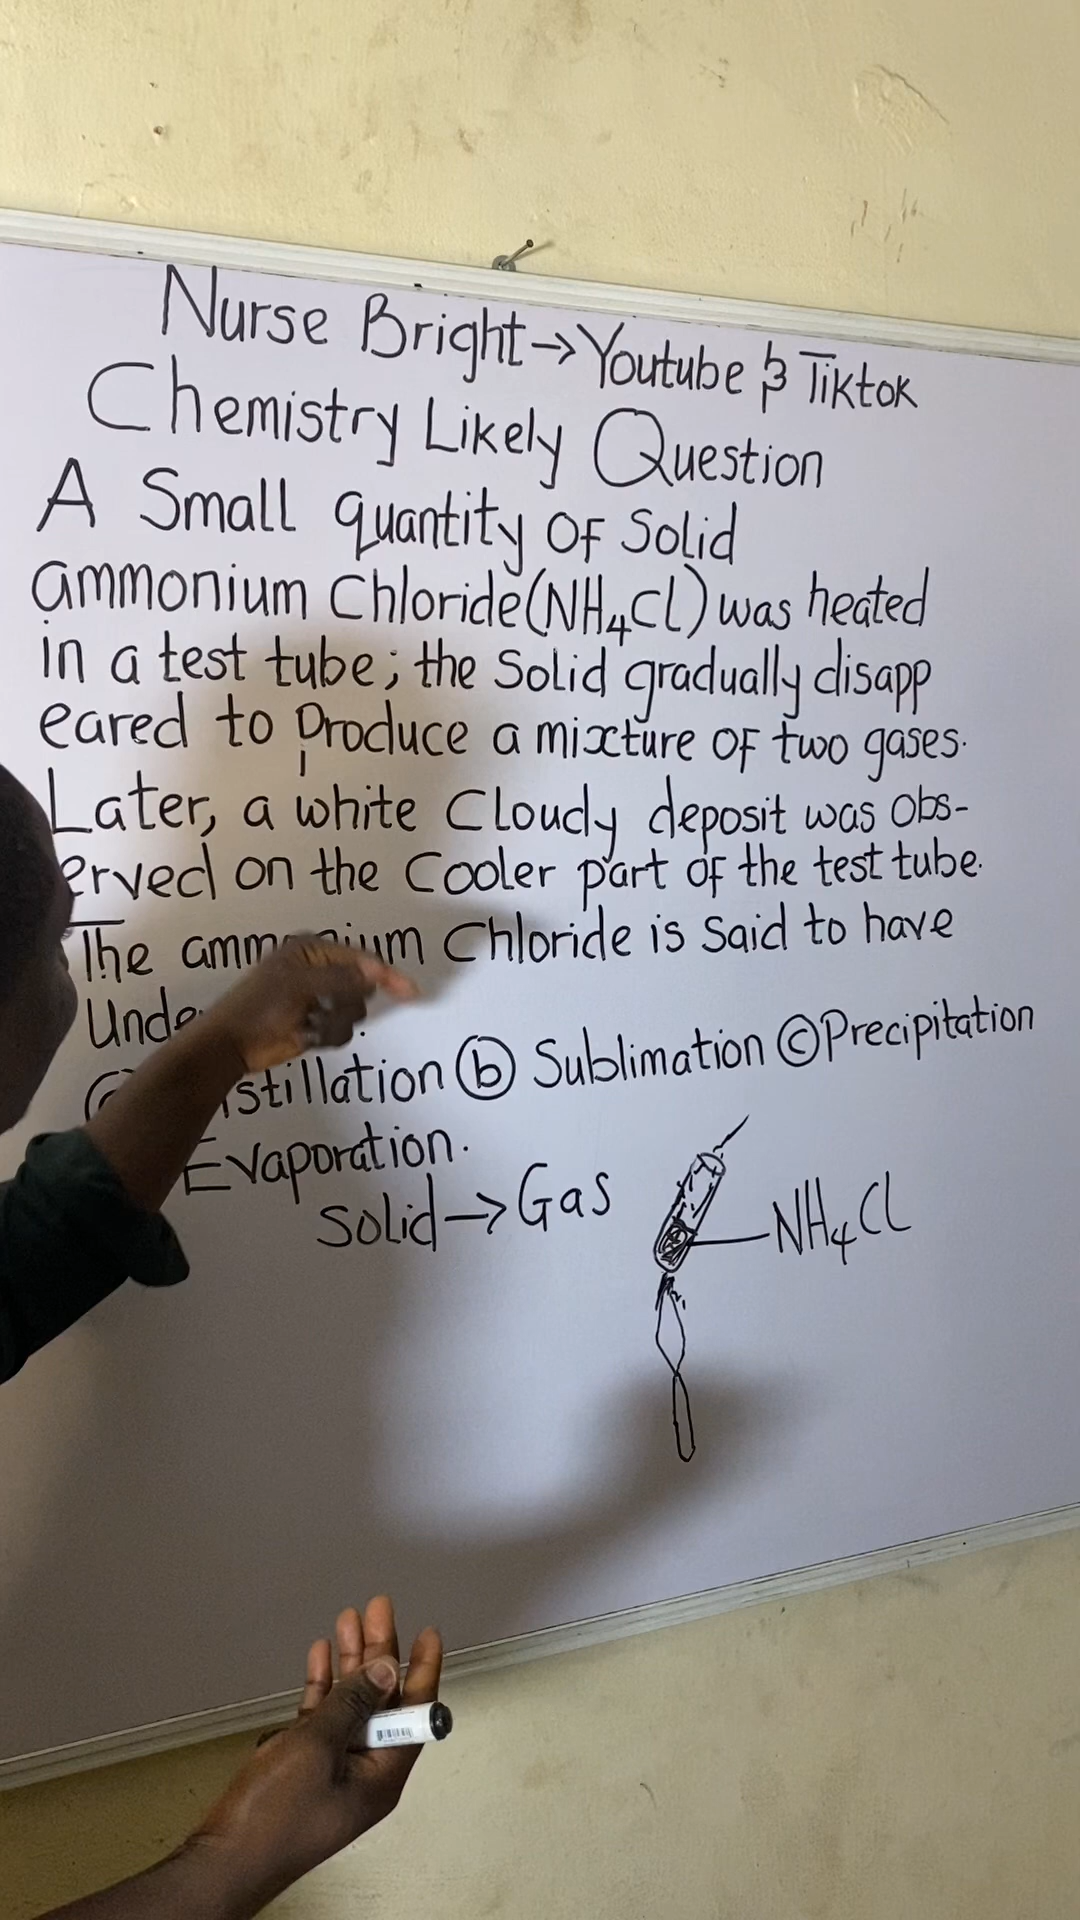 Nurse Bright → Youtube & Tiktok
Chemistry Likely Question
A Small quantity OF Solid
ammonium Chloride (NH₄Cl) was heated
in a test tube; the Solid gradually disapp
eared to produce a mixture OF two gases.
Later, a white Cloudy deposit was Obs-
erved on the Cooler part of the test tube.
The ammonium Chloride is Said to have
Unde
stillation (b) Sublimation (c) Precipitation
Evaporation.
Solid → Gas
NH₄Cl